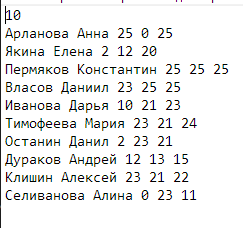 10
Арланова Анна 25 0 25
Якина Елена 2 12 20
Пермяков Константин 25 25 25
Власов Даниил 23 25 25
Иванова Дарья 10 21 23
Тимофеева Мария 23 21 24
Останин Данил 2 23 21
Дураков Андрей 12 13 15
Клишин Алексей 23 21 22
Селиванова Алина 0 23 11